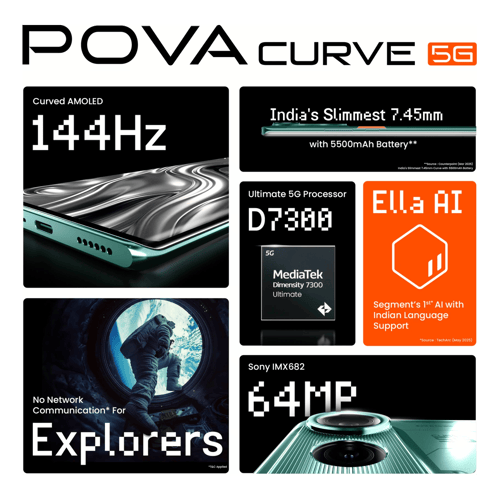 POVA CURVE 5G
Curved AMOLED
144Hz
India's Slimmest 7.45mm
with 5500mAh Battery**
Ultimate 5G Processor
D7300
5G
MediaTek
Dimensity 7300
Ultimate
Ella AI
Segment's 1st* AI with
Indian Language
Support
No Network
Communication* For
Explorers
*T&C Applied
Sony IMX682
64MP